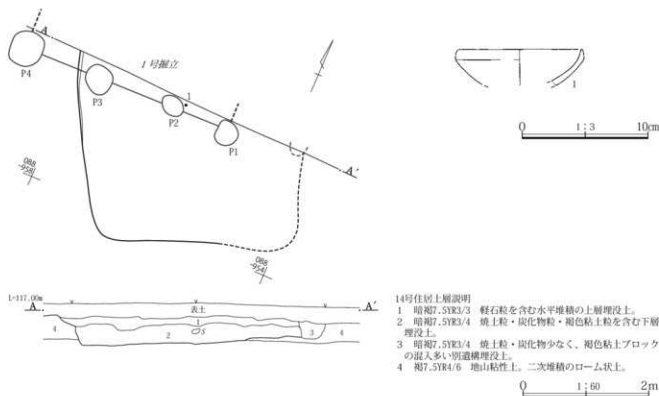 A
P4
P3
1号掘立
1
P2
P1
A'
088
-958
088
-954
1
0 1:3 10cm
L=117.00m
A
表土
A'
4
1
2
S
3
4
14号住居土層説明
1 暗褐7.5YR3/3 軽石粒を含む水平堆積の上層埋没土。
2 暗褐7.5YR3/4 焼土粒・炭化物粒・褐色粘土粒を含む下層
埋没土。
3 暗褐7.5YR3/4 焼土粒・炭化物少なく、褐色粘土ブロック
の混入多い別遺構埋没土。
4 褐7.5YR4/6 地山粘性土。二次堆積のローム状土。
0 1:60 2m